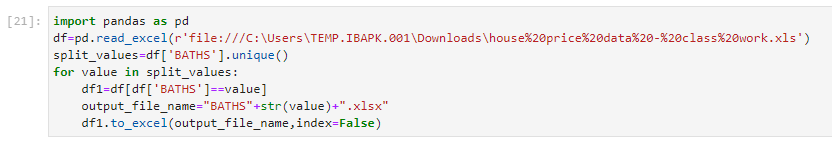 [21]: import pandas as pd
df=pd.read_excel(r'file:///C:\Users\TEMP.IBAPK.001\Downloads\house%20price%20data%20-%20class%20work.xls')
split_values=df['BATHS'].unique()
for value in split_values:
    df1=df[df['BATHS']==value]
    output_file_name="BATHS"+str(value)+".xlsx"
    df1.to_excel(output_file_name,index=False)